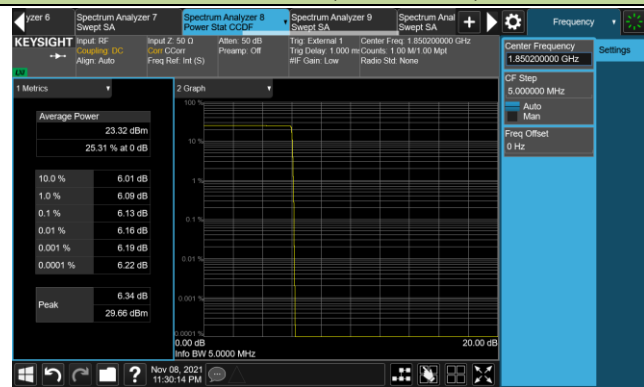 yzer 6
Spectrum Analyzer 7
Swept SA
Spectrum Analyzer 8
Power Stat CCDF
Spectrum Analyzer 9
Swept SA
Spectrum Anal
Swept SA
Frequency
KEYSIGHT
Input: RF
Coupling: DC
Align: Auto
Input Z: 50 Ω
Corr CCorr
Freq Ref: Int (S)
Atten: 50 dB
Preamp: Off
Trig: External 1
Trig Delay: 1.000 ms
#IF Gain: Low
Center Freq: 1.850200000 GHz
Counts: 1.00 M/1.00 Mpt
Radio Std: None
Center Frequency
1.850200000 GHz
Settings
CF Step
5.000000 MHz
Auto
Man
Freq Offset
0 Hz
1 Metrics
2 Graph
Average Power
23.32 dBm
25.31 % at 0 dB
10.0 % 6.01 dB
1.0 % 6.09 dB
0.1 % 6.13 dB
0.01 % 6.16 dB
0.001 % 6.19 dB
0.0001 % 6.22 dB
Peak
6.34 dB
29.66 dBm
100 %
10 %
1 %
0.1 %
0.01 %
0.001 %
0.0001 %
0.00 dB
20.00 dB
Info BW 5.0000 MHz
Nov 08, 2021
11:30:14 PM